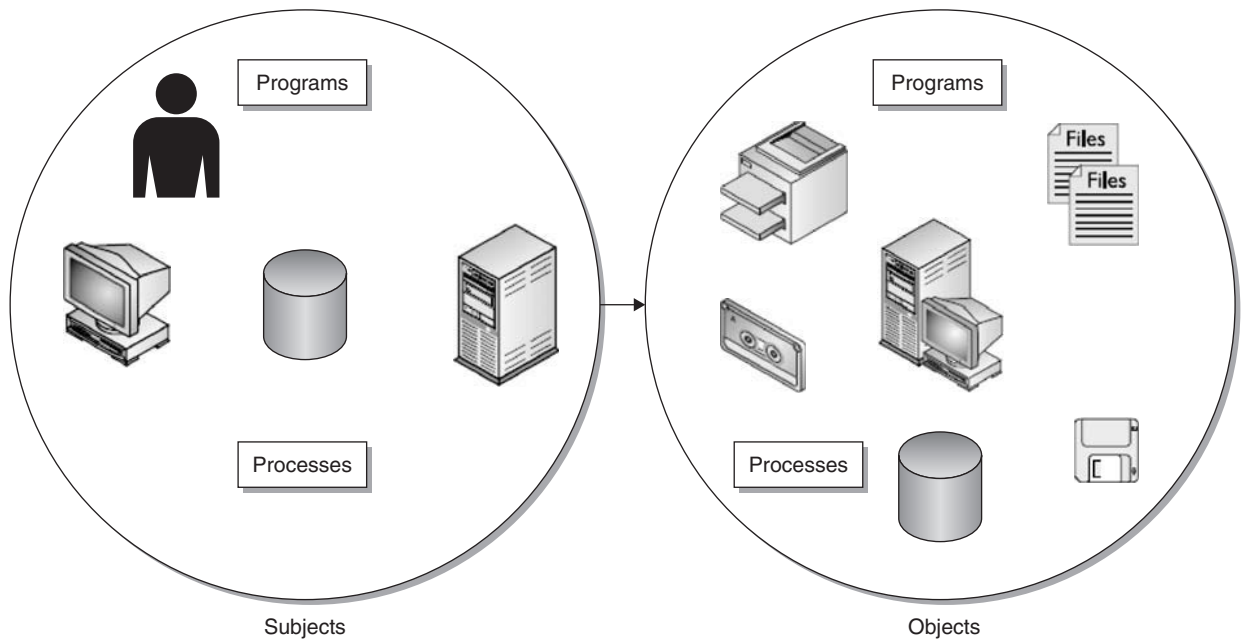 Programs
Programs
Files
Files
Processes
Processes
Subjects
Objects